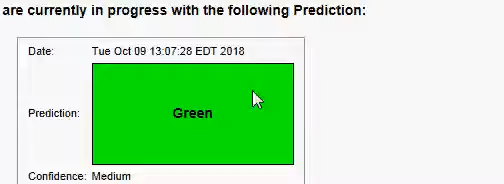 are currently in progress with the following Prediction:
Date: Tue Oct 09 13:07:28 EDT 2018
Prediction: Green
Confidence: Medium